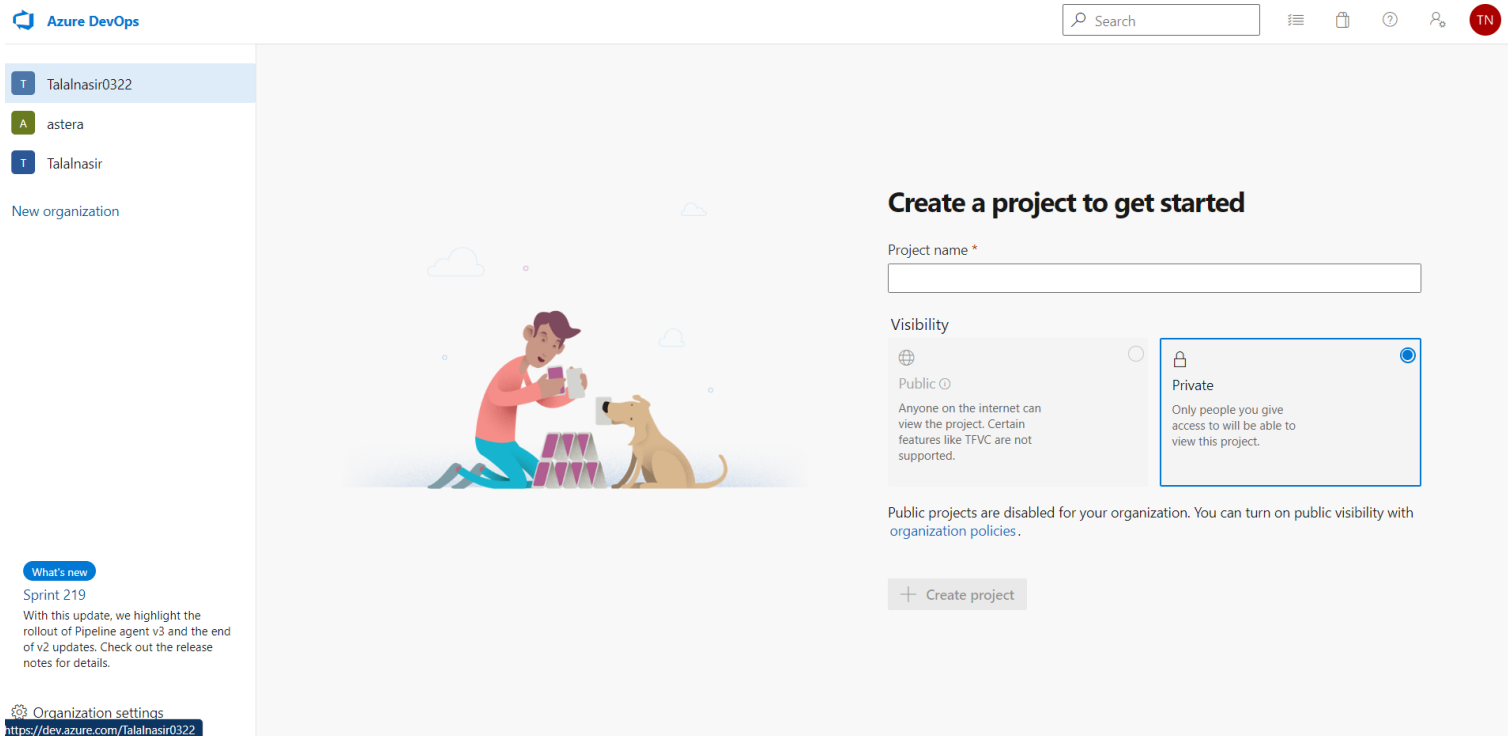 Azure DevOps
Search
TN
T Talalnasir0322
A astera
T Talalnasir
New organization
Create a project to get started
Project name *
Visibility
Public
Anyone on the internet can
view the project. Certain
features like TFVC are not
supported.
Private
Only people you give
access to will be able to
view this project.
Public projects are disabled for your organization. You can turn on public visibility with
organization policies.
Create project
What's new
Sprint 219
With this update, we highlight the
rollout of Pipeline agent v3 and the end
of v2 updates. Check out the release
notes for details.
Organization settings
https://dev.azure.com/Talalnasir0322